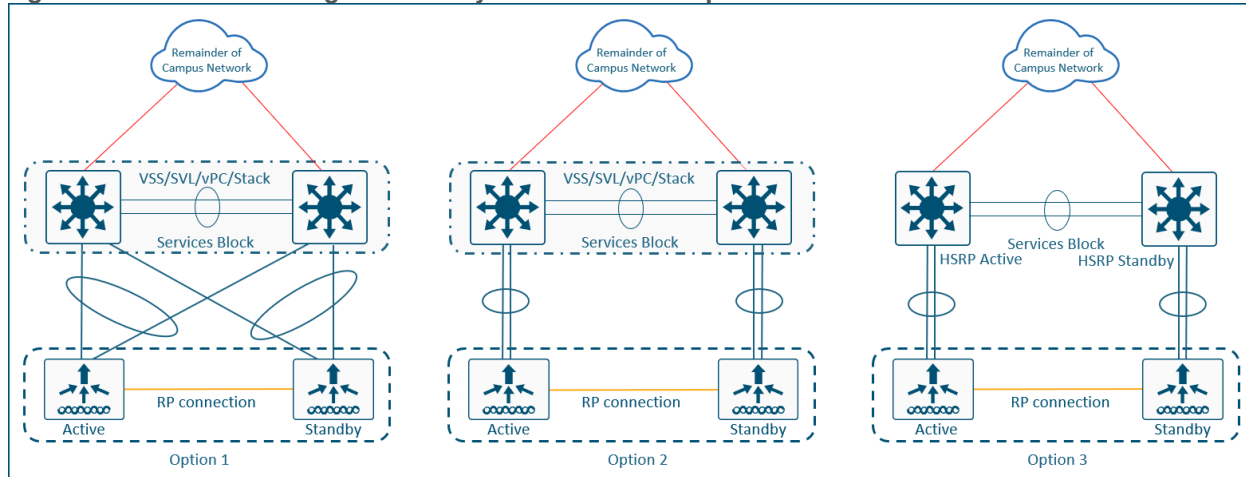 Remainder of
Campus Network
VSS/SVL/vPC/Stack
Services Block
RP connection
Active
Standby
Option 1
Remainder of
Campus Network
VSS/SVL/vPC/Stack
Services Block
RP connection
Active
Standby
Option 2
Remainder of
Campus Network
Services Block
HSRP Active
HSRP Standby
RP connection
Active
Standby
Option 3